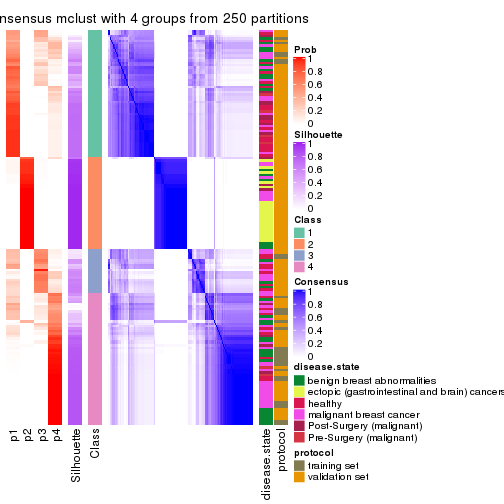 nsensus mclust with 4 groups from 250 partitions
Prob
1
0.8
0.6
0.4
0.2
0
Silhouette
1
0.8
0.6
0.4
0.2
0
Class
1
2
3
4
Consensus
1
0.8
0.6
0.4
0.2
0
disease.state
benign breast abnormalities
ectopic (gastrointestinal and brain) cancers
healthy
malignant breast cancer
Post-Surgery (malignant)
Pre-Surgery (malignant)
protocol
training set
validation set
p1
p2
p3
p4
Silhouette
Class
disease.state
protocol